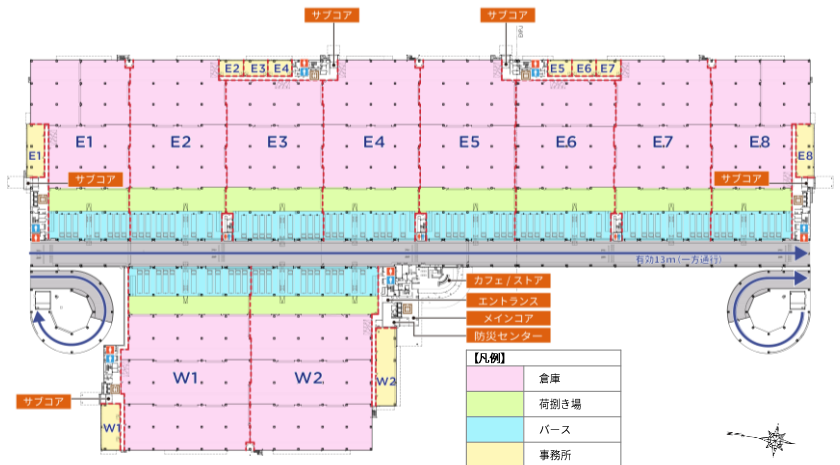 サブコア
サブコア
E2
E3
E4
E5
E6
E7
E1
E1
E2
E3
E4
E5
E6
E7
E8
E8
サブコア
サブコア
有効13m(一方通行)
カフェ/ストア
エントランス
メインコア
防災センター
【凡例】
倉庫
荷捌き場
バース
事務所
W1
W2
W2
サブコア
W1